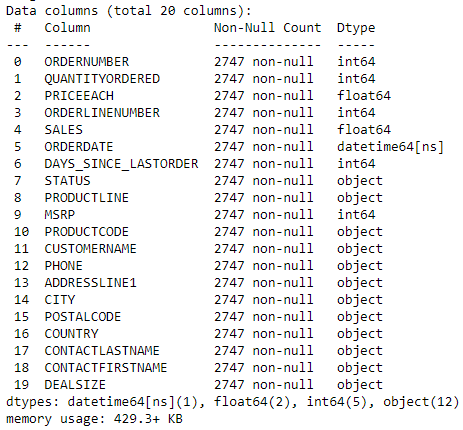 Data columns (total 20 columns):
 #   Column              Non-Null Count  Dtype
---  ------              --------------  -----
 0   ORDERNUMBER         2747 non-null   int64
 1   QUANTITYORDERED     2747 non-null   int64
 2   PRICEEACH           2747 non-null   float64
 3   ORDERLINENUMBER     2747 non-null   int64
 4   SALES               2747 non-null   float64
 5   ORDERDATE           2747 non-null   datetime64[ns]
 6   DAYS_SINCE_LASTORDER  2747 non-null   int64
 7   STATUS              2747 non-null   object
 8   PRODUCTLINE         2747 non-null   object
 9   MSRP                2747 non-null   int64
 10  PRODUCTCODE         2747 non-null   object
 11  CUSTOMERNAME        2747 non-null   object
 12  PHONE               2747 non-null   object
 13  ADDRESSLINE1        2747 non-null   object
 14  CITY                2747 non-null   object
 15  POSTALCODE          2747 non-null   object
 16  COUNTRY             2747 non-null   object
 17  CONTACTLASTNAME     2747 non-null   object
 18  CONTACTFIRSTNAME    2747 non-null   object
 19  DEALSIZE            2747 non-null   object
dtypes: datetime64[ns](1), float64(2), int64(5), object(12)
memory usage: 429.3+ KB